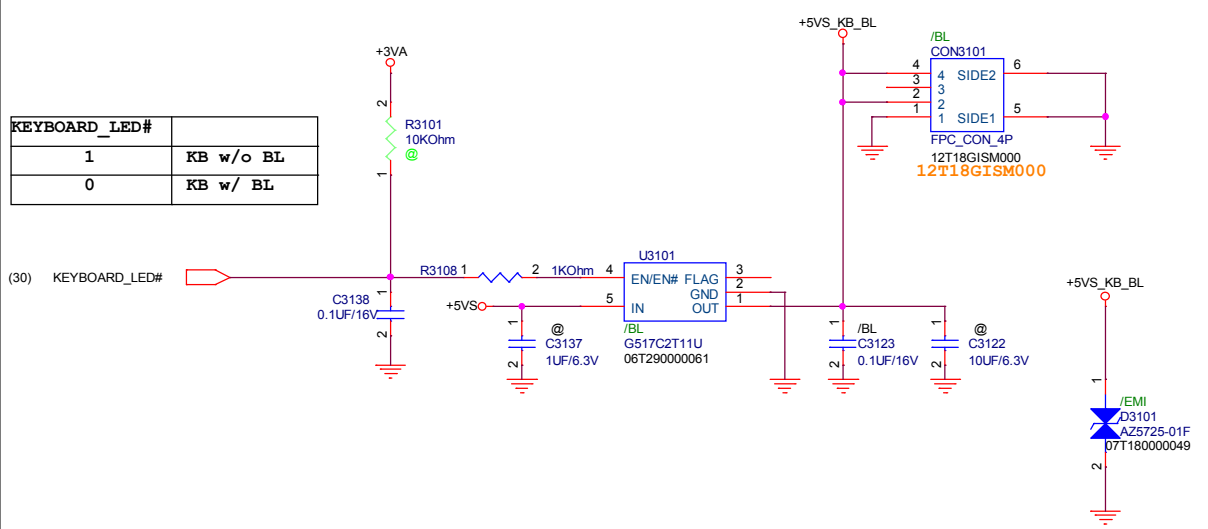 +5VS_KB_BL
/BL
CON3101
+3VA
4 4 SIDE2 6
3 3
2 2
1 1 SIDE1 5
FPC_CON_4P
12T18GISM000
12T18GISM000
2
R3101
10KOhm
@
1
KEYBOARD_LED#
1 KB w/o BL
0 KB w/ BL
(30) KEYBOARD_LED#
R3108 1 2 1KOhm
U3101
4 EN/EN# FLAG 3
GND 2
5 IN OUT 1
/BL
G517C2T11U
06T290000061
1
C3138
0.1UF/16V
2
+5VS
1
@
C3137
1UF/6.3V
2
1
/BL
C3123
0.1UF/16V
2
1
@
C3122
10UF/6.3V
2
+5VS_KB_BL
1
/EMI
D3101
AZ5725-01F
07T180000049
2